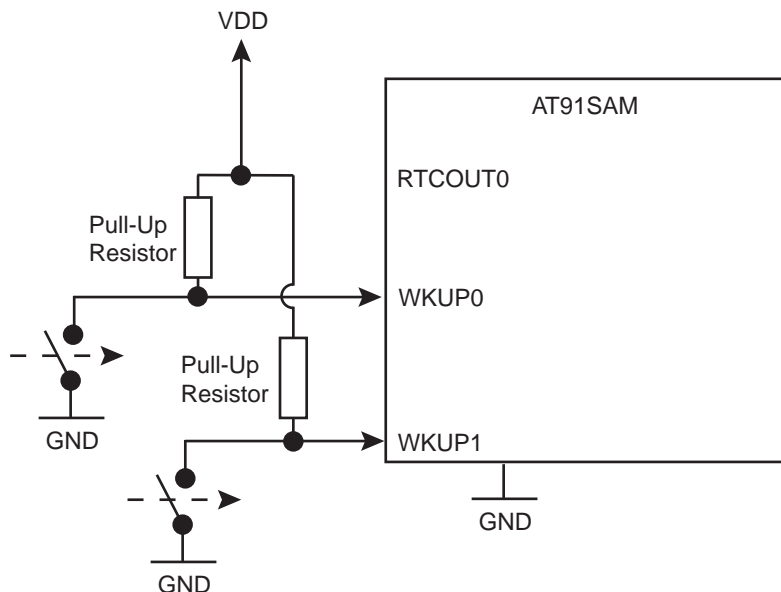 VDD
AT91SAM
RTCOUT0
Pull-Up
Resistor
WKUP0
Pull-Up
Resistor
GND
WKUP1
GND
GND